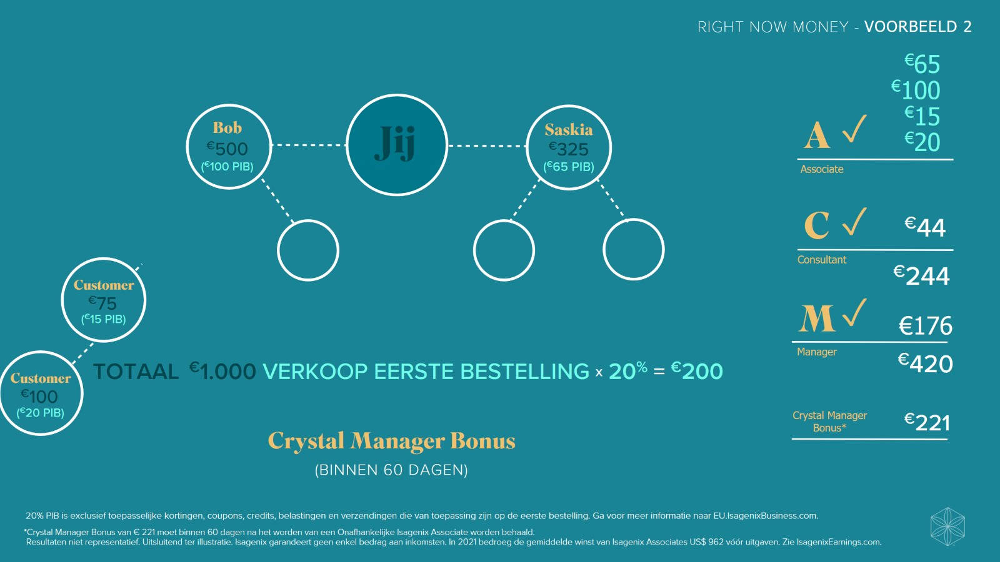 RIGHT NOW MONEY - VOORBEELD 2
€65
€100
€15
€20
A
Associate
Bob
€500
(€100 PIB)
Jij
Saskia
€325
(€65 PIB)
C
€44
Consultant
€244
Customer
€75
(€15 PIB)
M
€176
Manager
€420
Customer
€100
(€20 PIB)
TOTAAL €1.000 VERKOOP EERSTE BESTELLING x 20% = €200
Crystal Manager
Bonus*
€221
Crystal Manager Bonus
(BINNEN 60 DAGEN)
20% PIB is exclusief toepasselijke kortingen, coupons, credits, belastingen en verzendingen die van toepassing zijn op de eerste bestelling. Ga voor meer informatie naar EU.IsagenixBusiness.com.
*Crystal Manager Bonus van € 221 moet binnen 60 dagen na het worden van een Onafhankelijke Isagenix Associate worden behaald.
Resultaten niet representatief. Uitsluitend ter illustratie. Isagenix garandeert geen enkel bedrag aan inkomsten. In 2021 bedroeg de gemiddelde winst van Isagenix Associates US$ 962 vóór uitgaven. Zie IsagenixEarnings.com.